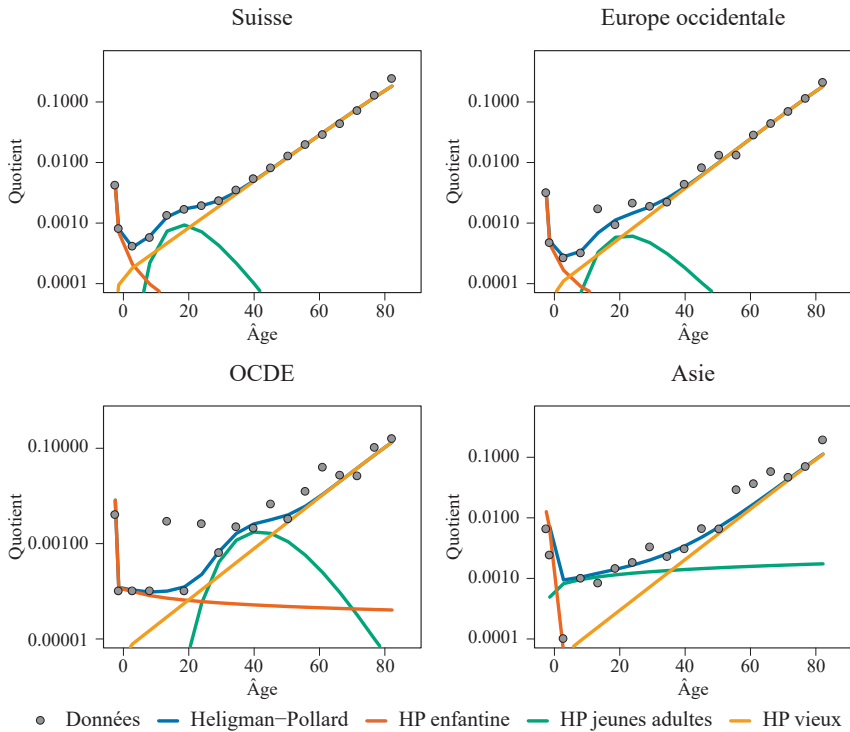 Suisse
Quotient
0.1000
0.0100
0.0010
0.0001
0 20 40 60 80
Âge
Europe occidentale
Quotient
0.1000
0.0100
0.0010
0.0001
0 20 40 60 80
Âge
OCDE
Quotient
0.10000
0.00100
0.00001
0 20 40 60 80
Âge
Asie
Quotient
0.1000
0.0100
0.0010
0.0001
0 20 40 60 80
Âge
Données Heligman−Pollard HP enfantine HP jeunes adultes HP vieux